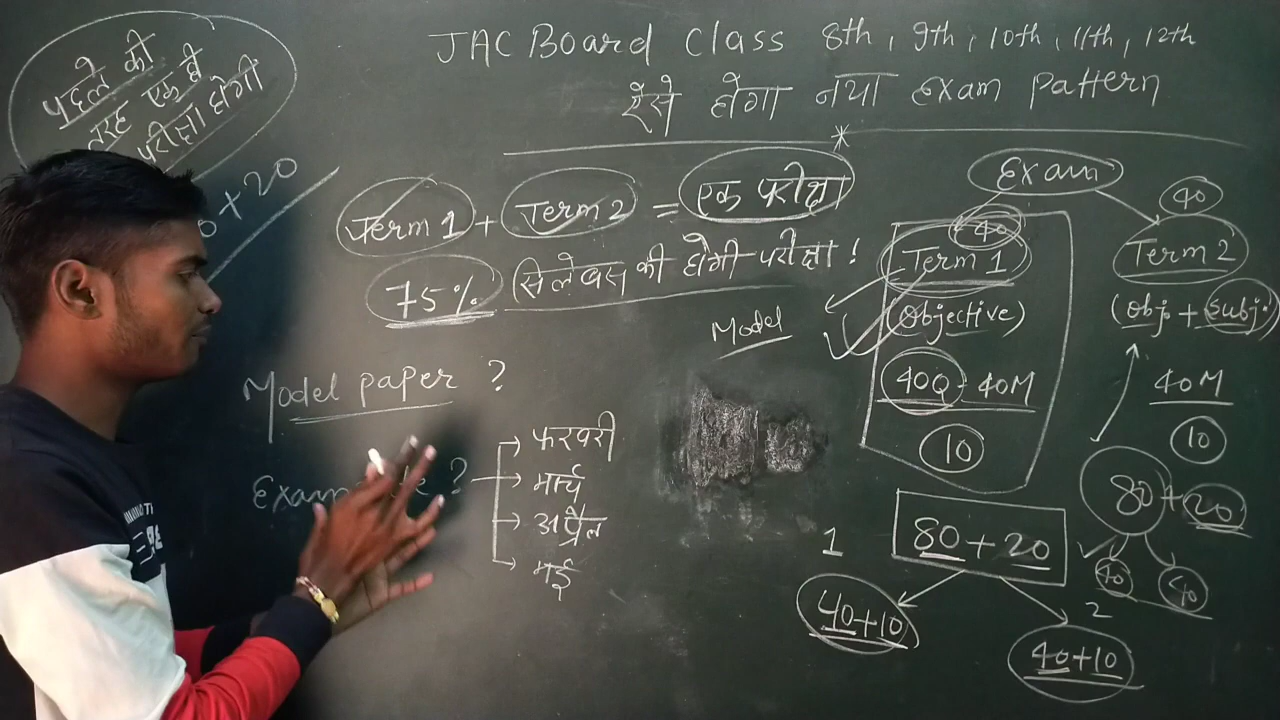 JAC Board Class 8th, 9th, 10th, 11th, 12th
ऐसे होगा नया Exam pattern
पहले की
तरह एक ही
परीक्षा होगी
0+20
Term 1 + Term 2 = एक परीक्षा
75% सिलेबस की होगी परीक्षा!
Model paper ?
Exam ?
फरवरी
मार्च
अप्रैल
मई
Model
Exam
40
Term 1
(Objective)
40Q - 40M
10
40
Term 2
(Obj + Subj)
40M
10
80+20
40
40
80+20
1
40+10
2
40+10